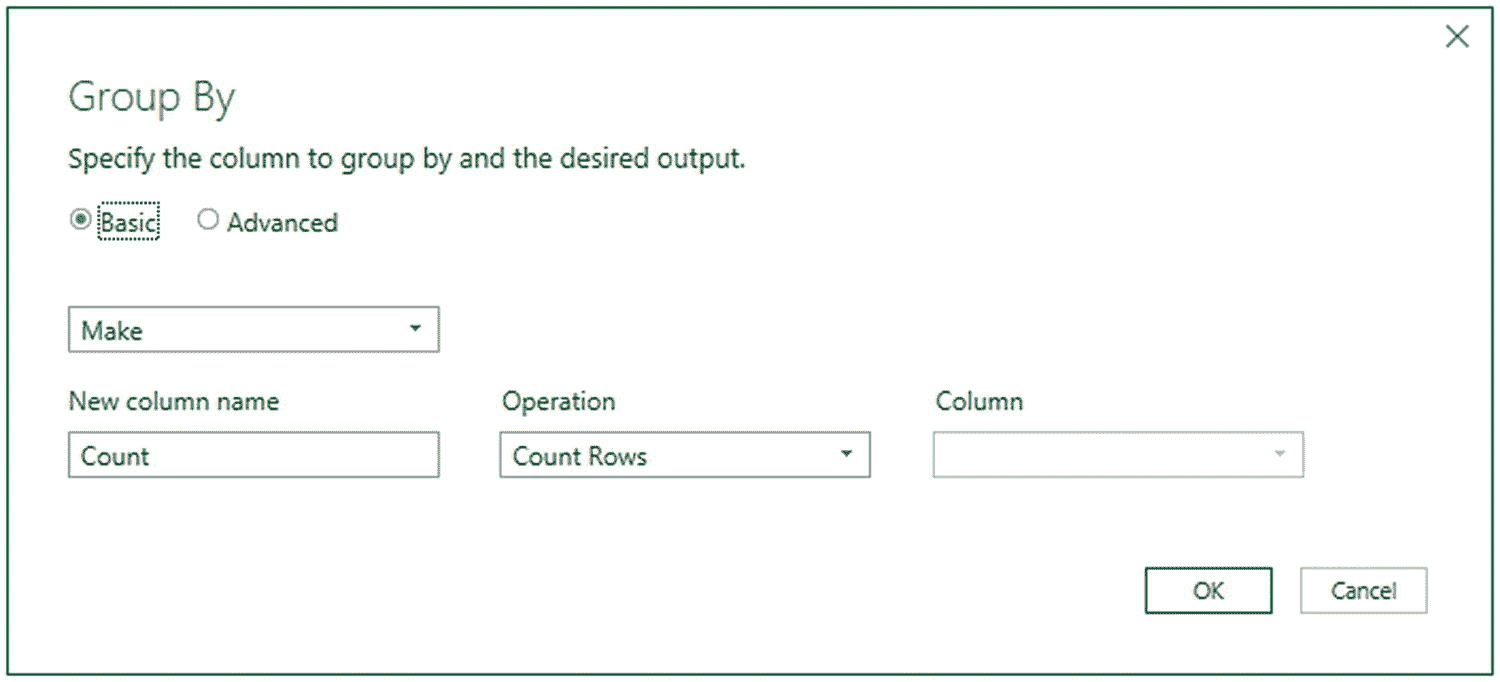 Group By
Specify the column to group by and the desired output.
Basic Advanced
Make
New column name Operation Column
Count Count Rows
OK Cancel